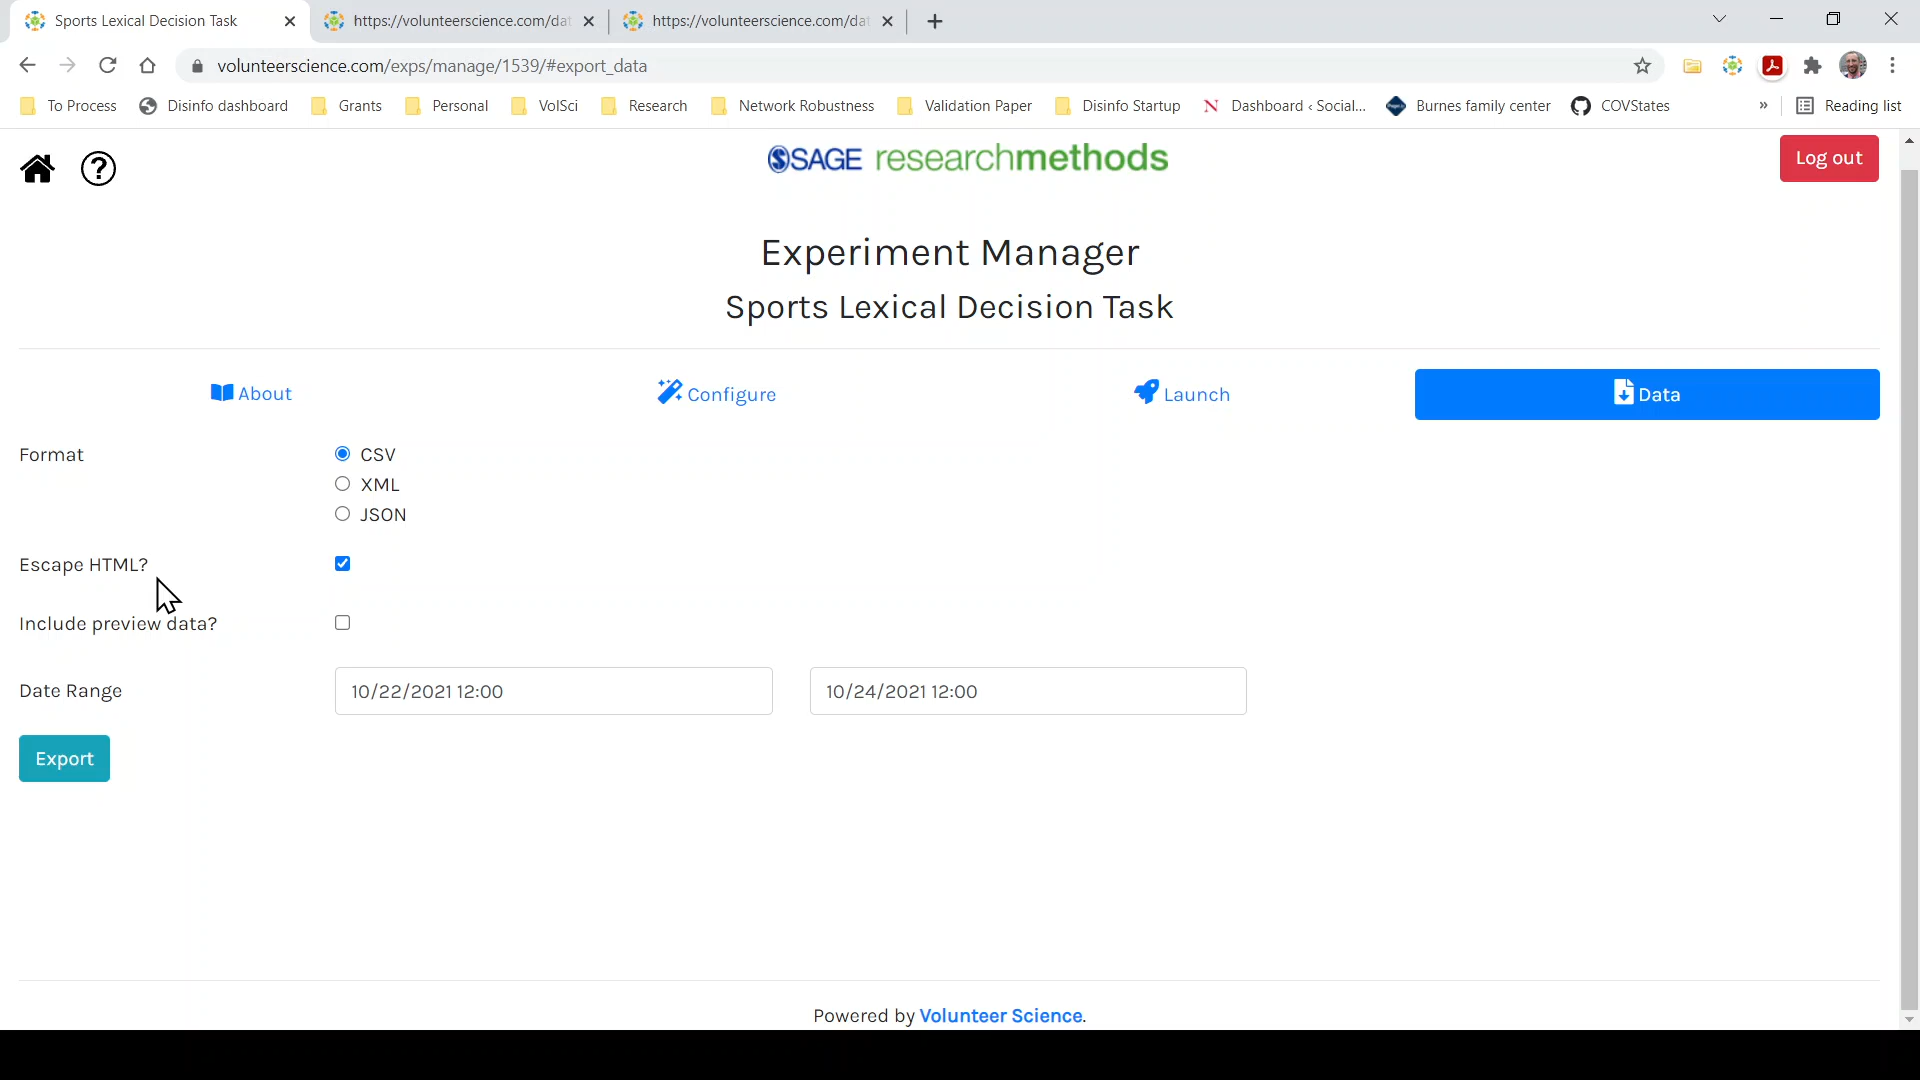 Sports Lexical Decision Task
https://volunteerscience.com/dat
https://volunteerscience.com/dat
volunteerscience.com/exps/manage/1539/#export_data
To Process Disinfo dashboard Grants Personal VolSci Research Network Robustness Validation Paper Disinfo Startup Dashboard ‹ Social... Burnes family center COVStates » Reading list
SAGE researchmethods
Log out
Experiment Manager
Sports Lexical Decision Task
About Configure Launch Data
Format CSV
XML
JSON
Escape HTML?
Include preview data?
Date Range 10/22/2021 12:00 10/24/2021 12:00
Export
Powered by Volunteer Science.